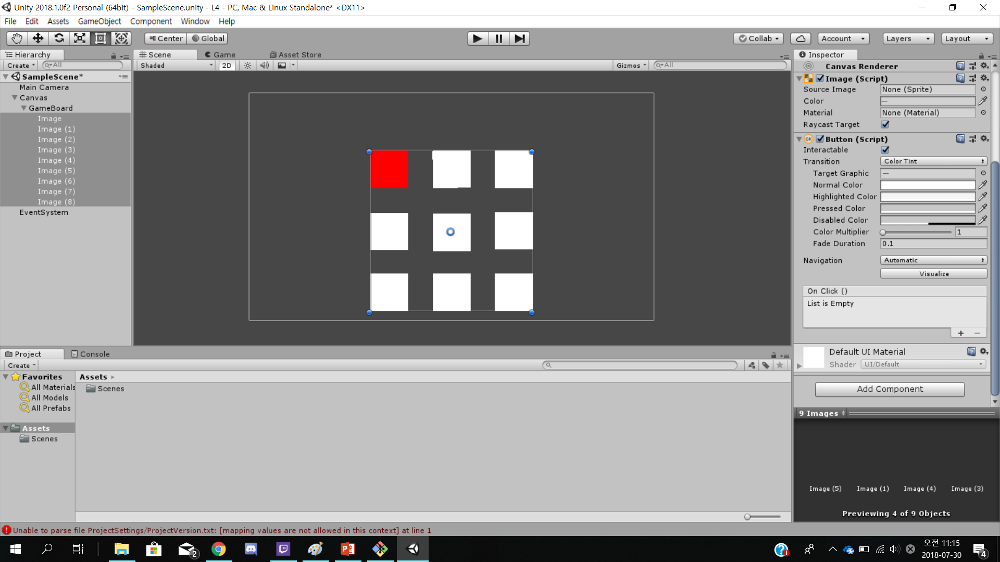 Unity 2018.1.0f2 Personal (64bit) - SampleScene.unity - L4 - PC, Mac & Linux Standalone* <DX11>
File Edit Assets GameObject Component Window Help
Center Global Collab Account Layers Layout
Hierarchy
Create All
SampleScene*
Main Camera
Canvas
GameBoard
Image
Image (1)
Image (2)
Image (3)
Image (4)
Image (5)
Image (6)
Image (7)
Image (8)
EventSystem
Scene Game Asset Store
Shaded 2D Gizmos All
Inspector
Canvas Renderer
Image (Script)
Source Image None (Sprite)
Color
Material None (Material)
Raycast Target
OK Button (Script)
Interactable
Transition Color Tint
Target Graphic
Normal Color
Highlighted Color
Pressed Color
Disabled Color
Color Multiplier 1
Fade Duration 0.1
Navigation Automatic
Visualize
On Click ()
List is Empty
Default UI Material
Shader UI/Default
Add Component
9 Images
Image (5) Image (1) Image (4) Image (3)
Previewing 4 of 9 Objects
Project Console
Create
Favorites
All Materials
All Models
All Prefabs
Assets
Scenes
Assets
Scenes
Unable to parse file ProjectSettings/ProjectVersion.txt: [mapping values are not allowed in this context] at line 1
2
오전 11:15
2018-07-30
4